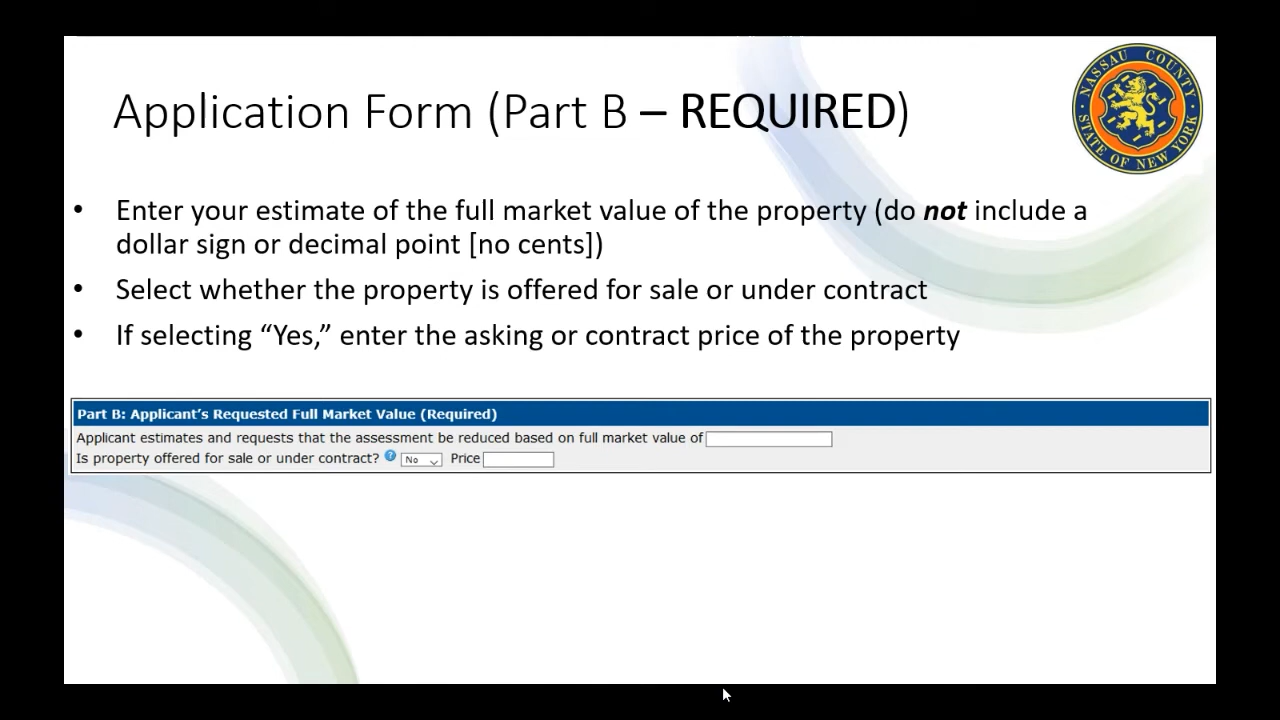 NASSAU COUNTY
STATE OF NEW YORK
Application Form (Part B – REQUIRED)
• Enter your estimate of the full market value of the property (do not include a
dollar sign or decimal point [no cents])
• Select whether the property is offered for sale or under contract
• If selecting “Yes,” enter the asking or contract price of the property
Part B: Applicant’s Requested Full Market Value (Required)
Applicant estimates and requests that the assessment be reduced based on full market value of
Is property offered for sale or under contract? ? No Price